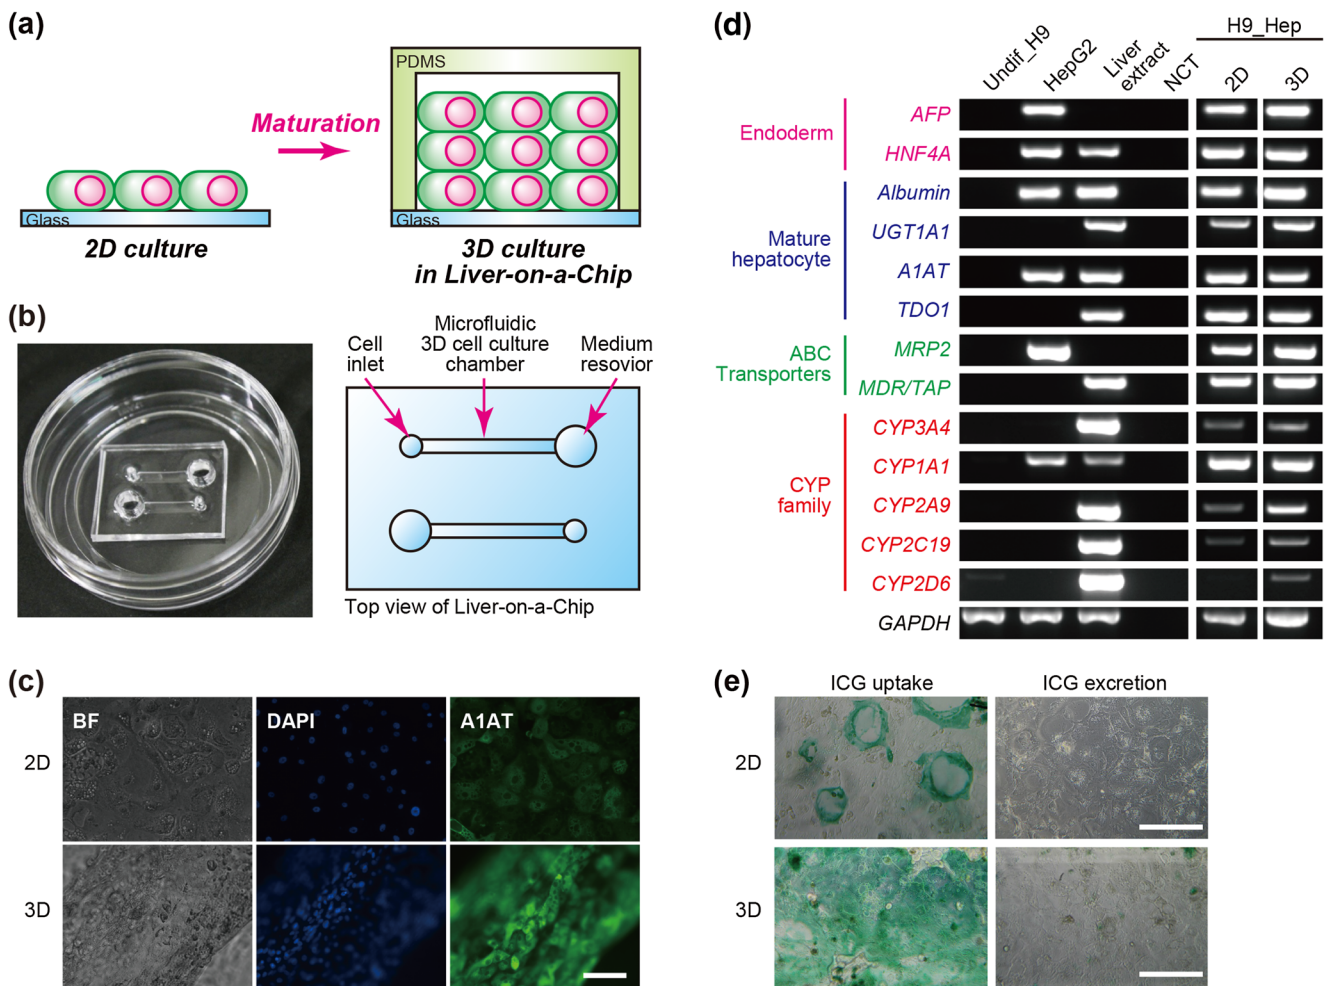 (a)
PDMS
Maturation
Glass
Glass
2D culture
3D culture
in Liver-on-a-Chip
(b)
Cell
inlet
Microfluidic
3D cell culture
chamber
Medium
resovior
Top view of Liver-on-a-Chip
(c)
BF
DAPI
A1AT
2D
3D
(d)
Undif_H9
HepG2
Liver
extract
NCT
H9_Hep
2D
3D
Endoderm
AFP
HNF4A
Mature
hepatocyte
Albumin
UGT1A1
A1AT
TDO1
ABC
Transporters
MRP2
MDR/TAP
CYP
family
CYP3A4
CYP1A1
CYP2A9
CYP2C19
CYP2D6
GAPDH
(e)
ICG uptake
ICG excretion
2D
3D